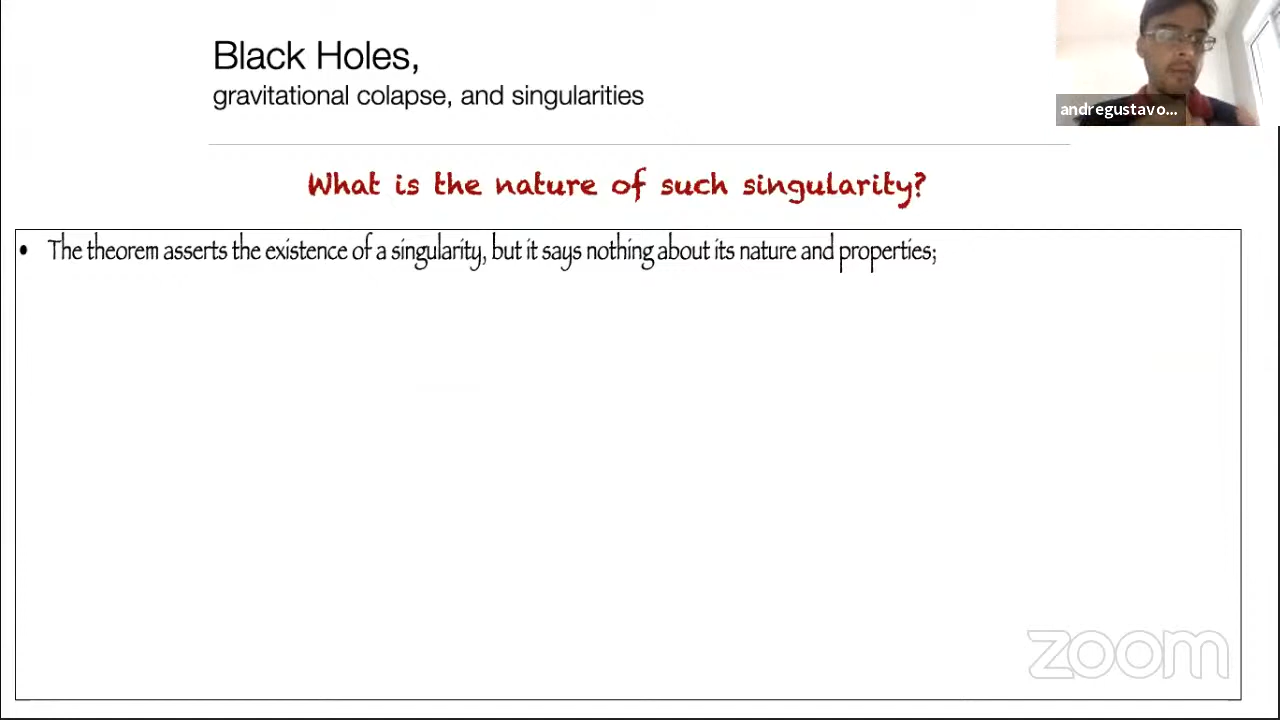 Black Holes,
gravitational colapse, and singularities
andregustavo...
What is the nature of such singularity?
• The theorem asserts the existence of a singularity, but it says nothing about its nature and properties;
zoom